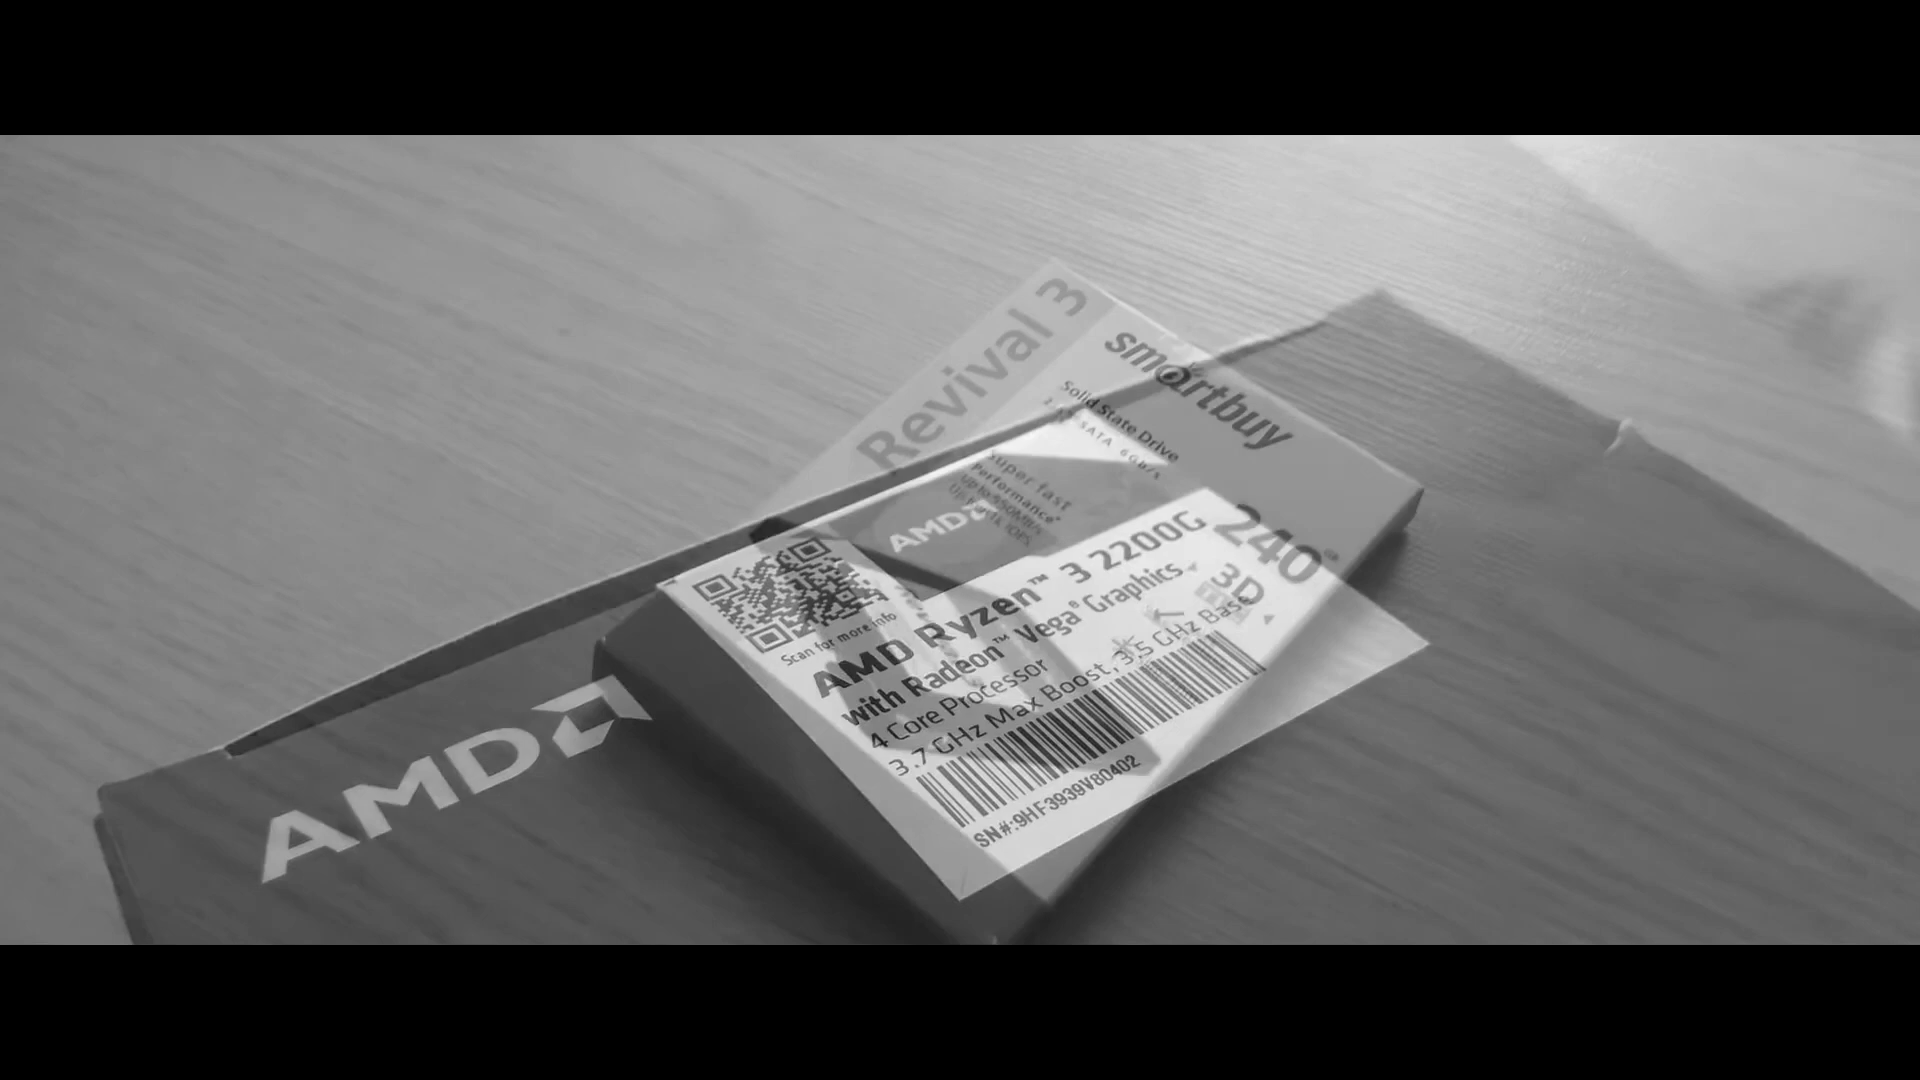 Revival 3
smartbuy
Solid State Drive
SATA 6GB/s
Super fast
Performance*
240
3D
AMD
Scan for more info
AMD Ryzen™ 3 2200G
with Radeon™ Vega® Graphics
4 Core Processor
3.7 GHz Max Boost, 3.5 GHz Base
SN#:9HF3939V80402
AMD